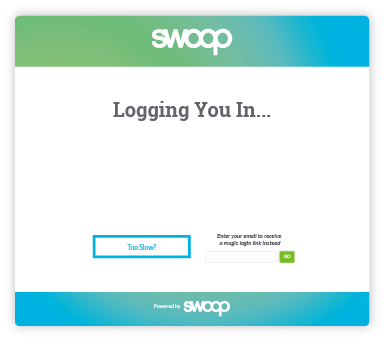 swoop
Logging You In...
Too Slow?
Enter your email to receive
a magic login link instead
GO
Powered by swoop